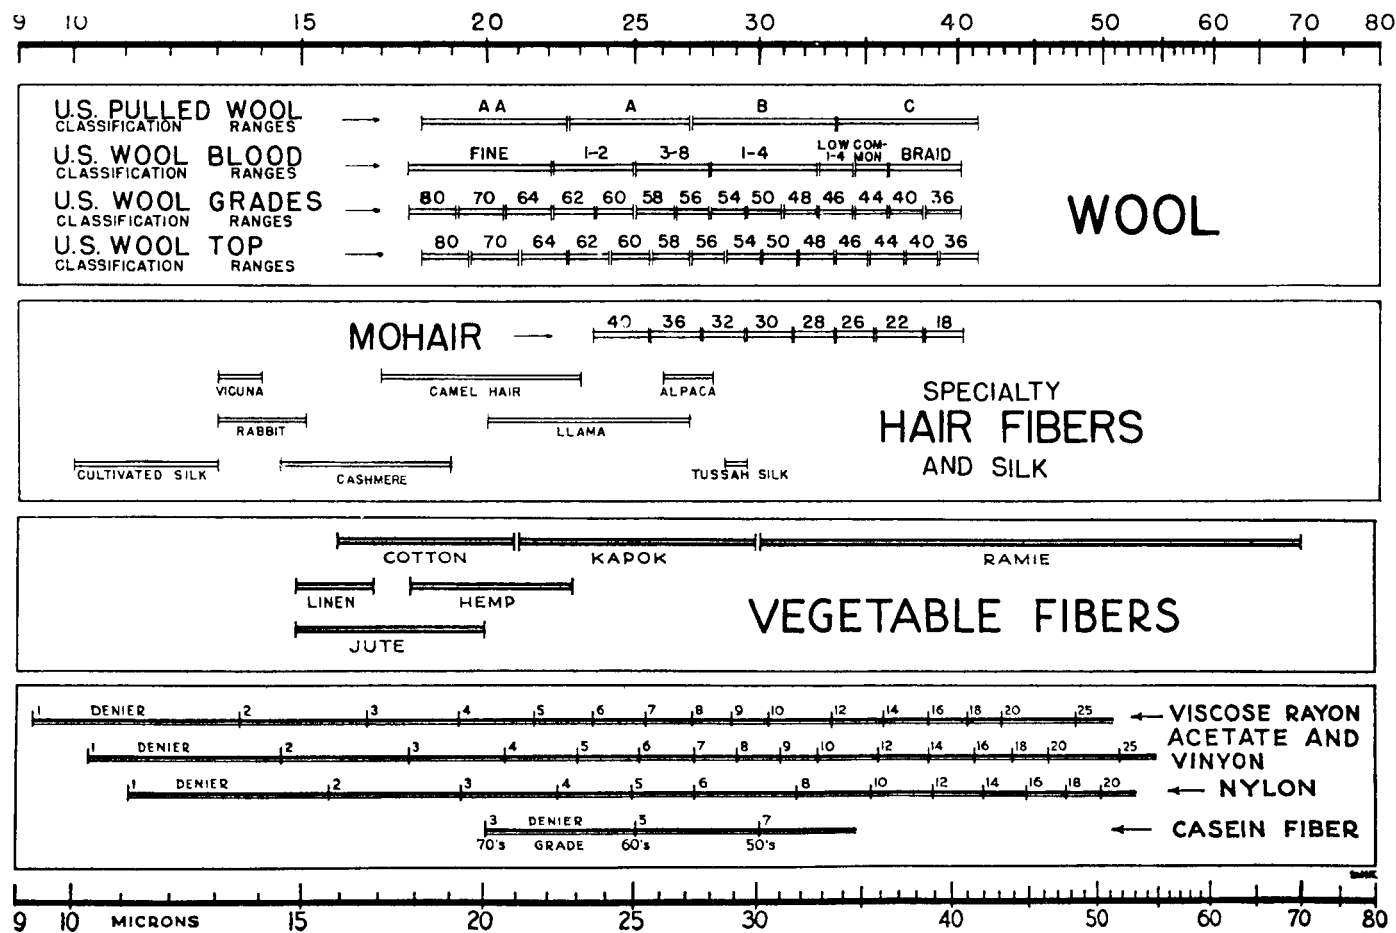 9 10 15 20 25 30 40 50 60 70 80
U.S. PULLED WOOL
CLASSIFICATION RANGES
AA A B C
U.S. WOOL BLOOD
CLASSIFICATION RANGES
FINE 1-2 3-8 1-4 LOW 1-4 COM-MON BRAID
U.S. WOOL GRADES
CLASSIFICATION RANGES
80 70 64 62 60 58 56 54 50 48 46 44 40 36
U.S. WOOL TOP
CLASSIFICATION RANGES
80 70 64 62 60 58 56 54 50 48 46 44 40 36
WOOL
MOHAIR
40 36 32 30 28 26 22 18
VICUNA CAMEL HAIR ALPACA
RABBIT LLAMA
CULTIVATED SILK CASHMERE TUSSAH SILK
SPECIALTY
HAIR FIBERS
AND SILK
COTTON KAPOK RAMIE
LINEN HEMP
JUTE
VEGETABLE FIBERS
1 DENIER 2 3 4 5 6 7 8 9 10 12 14 16 18 20 25
VISCOSE RAYON
1 DENIER 2 3 4 5 6 7 8 9 10 12 14 16 18 20 25
ACETATE AND
VINYON
1 DENIER 2 3 4 5 6 8 10 12 14 16 18 20
NYLON
3 DENIER 5 7
70's GRADE 60's 50's
CASEIN FIBER
9 10 MICRONS 15 20 25 30 40 50 60 70 80